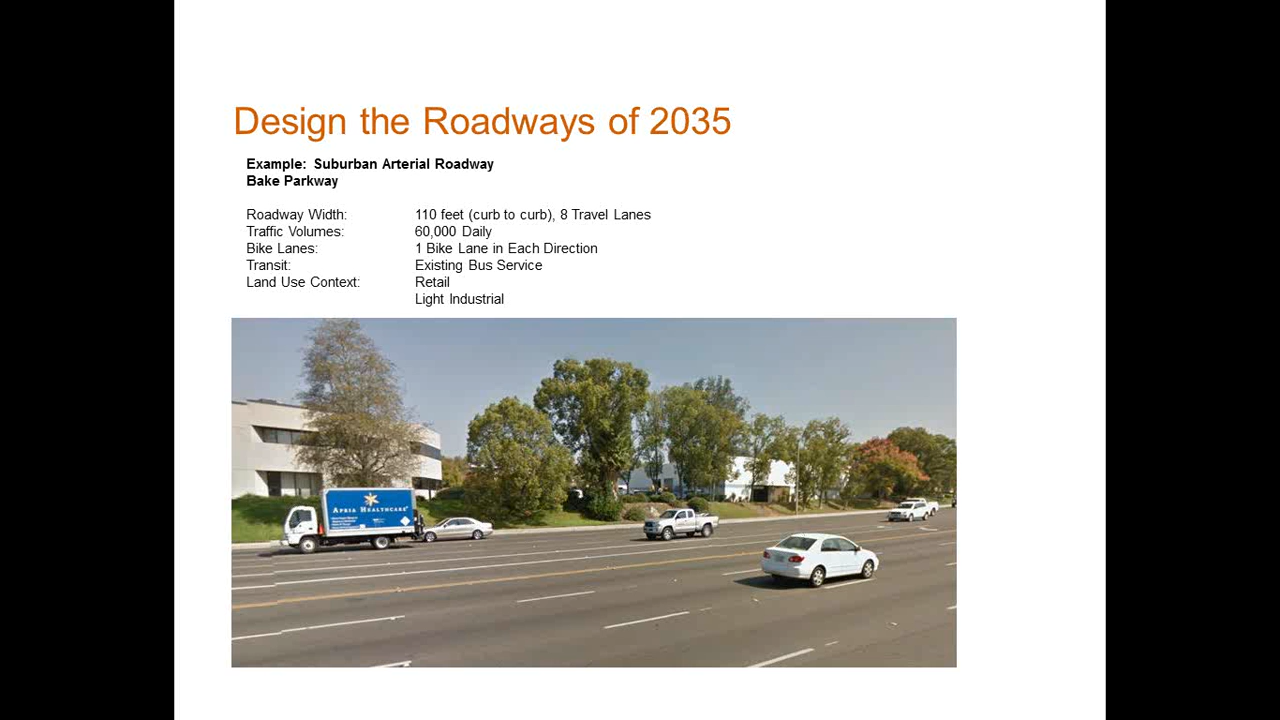 Design the Roadways of 2035
Example: Suburban Arterial Roadway
Bake Parkway
Roadway Width: 110 feet (curb to curb), 8 Travel Lanes
Traffic Volumes: 60,000 Daily
Bike Lanes: 1 Bike Lane in Each Direction
Transit: Existing Bus Service
Land Use Context: Retail
Light Industrial
APRIA HEALTHCARE